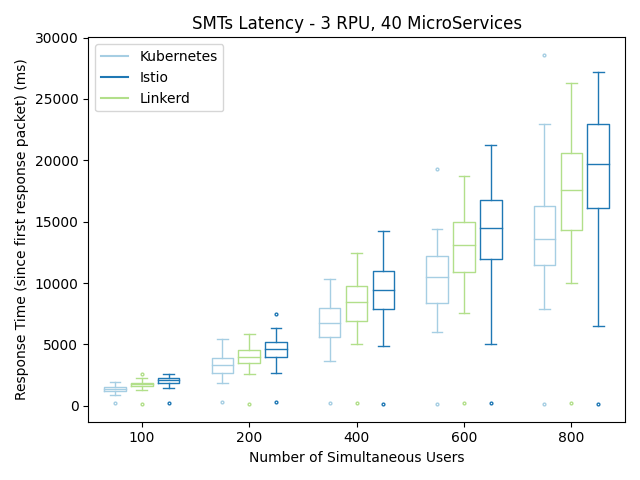 SMTs Latency - 3 RPU, 40 MicroServices
Response Time (since first response packet) (ms)
30000
25000
20000
15000
10000
5000
0
Kubernetes
Istio
Linkerd
100
200
400
600
800
Number of Simultaneous Users